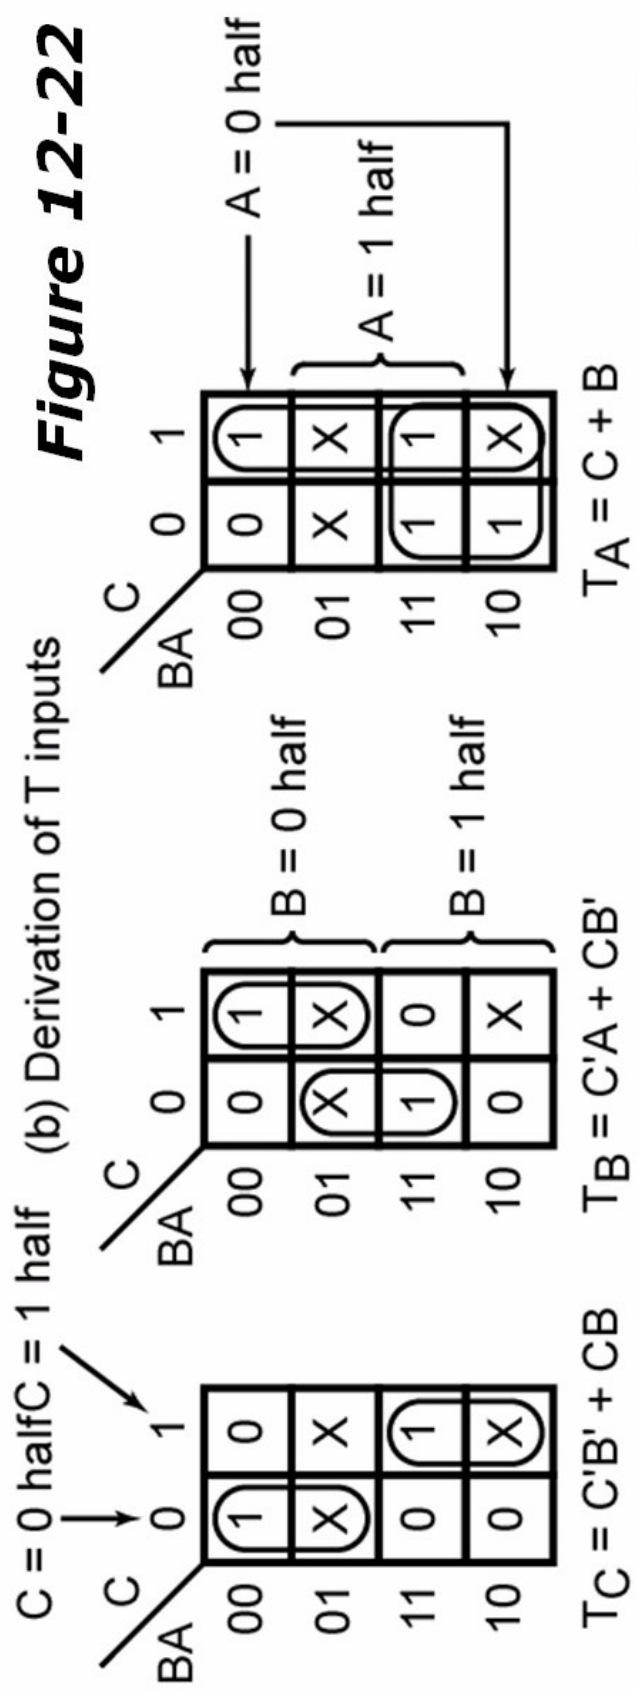 Figure 12-22
(b) Derivation of T inputs
C = 0 half
C = 1 half
C
BA
0 1
00 1 0
01 X X
11 0 1
10 0 X
TC = C'B' + CB
C
BA
0 1
00 0 1
01 X X
11 1 0
10 0 X
B = 0 half
B = 1 half
TB = C'A + CB'
C
BA
0 1
00 0 1
01 X X
11 1 1
10 1 X
A = 0 half
A = 1 half
TA = C + B